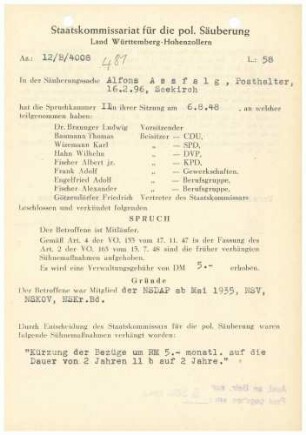 Staatskommissariat für die pol. Säuberung
Land Württemberg-Hohenzollern
Az.: 12/B/4008
481
L.: 58
In der Säuberungssache Alfons Assfalg, Posthalter,
16.2.96, Seekirch
hat die Spruchkammer II in ihrer Sitzung am 6.8.48, an welcher
teilgenommen haben:
Dr. Braunger Ludwig Vorsitzender
Baumann Thomas Beisitzer — CDU,
Wizemann Karl „ — SPD,
Hahn Wilhelm „ — DVP,
Fischer Albert jr. „ — KPD,
Frank Adolf „ — Gewerkschaften,
Engelfried Adolf „ — Berufsgruppe,
Fischer Alexander „ — Berufsgruppe,
Götzendörfer Friedrich Vertreter des Staatskommissars
beschlossen und verkündet folgenden
SPRUCH
Der Betroffene ist Mitläufer.
Gemäß Art. 4 der VO. 133 vom 17. 11. 47 in der Fassung des
Art. 2 der VO. 165 vom 15. 7. 48 sind die früher verhängten
Sühnemaßnahmen aufgehoben.
Es wird eine Verwaltungsgebühr von DM 5.- erhoben.
Gründe
Der Betroffene war Mitglied der NSDAP ab Mai 1935, NSV,
NSKOV, NSKr.Bd.
Durch Entscheidung des Staatskommissars für die pol. Säuberung waren
folgende Sühnemaßnahmen verhängt worden:
"Kürzung der Bezüge um RM 5.- monatl. auf die
Dauer von 2 Jahren 11 b auf 2 Jahre."